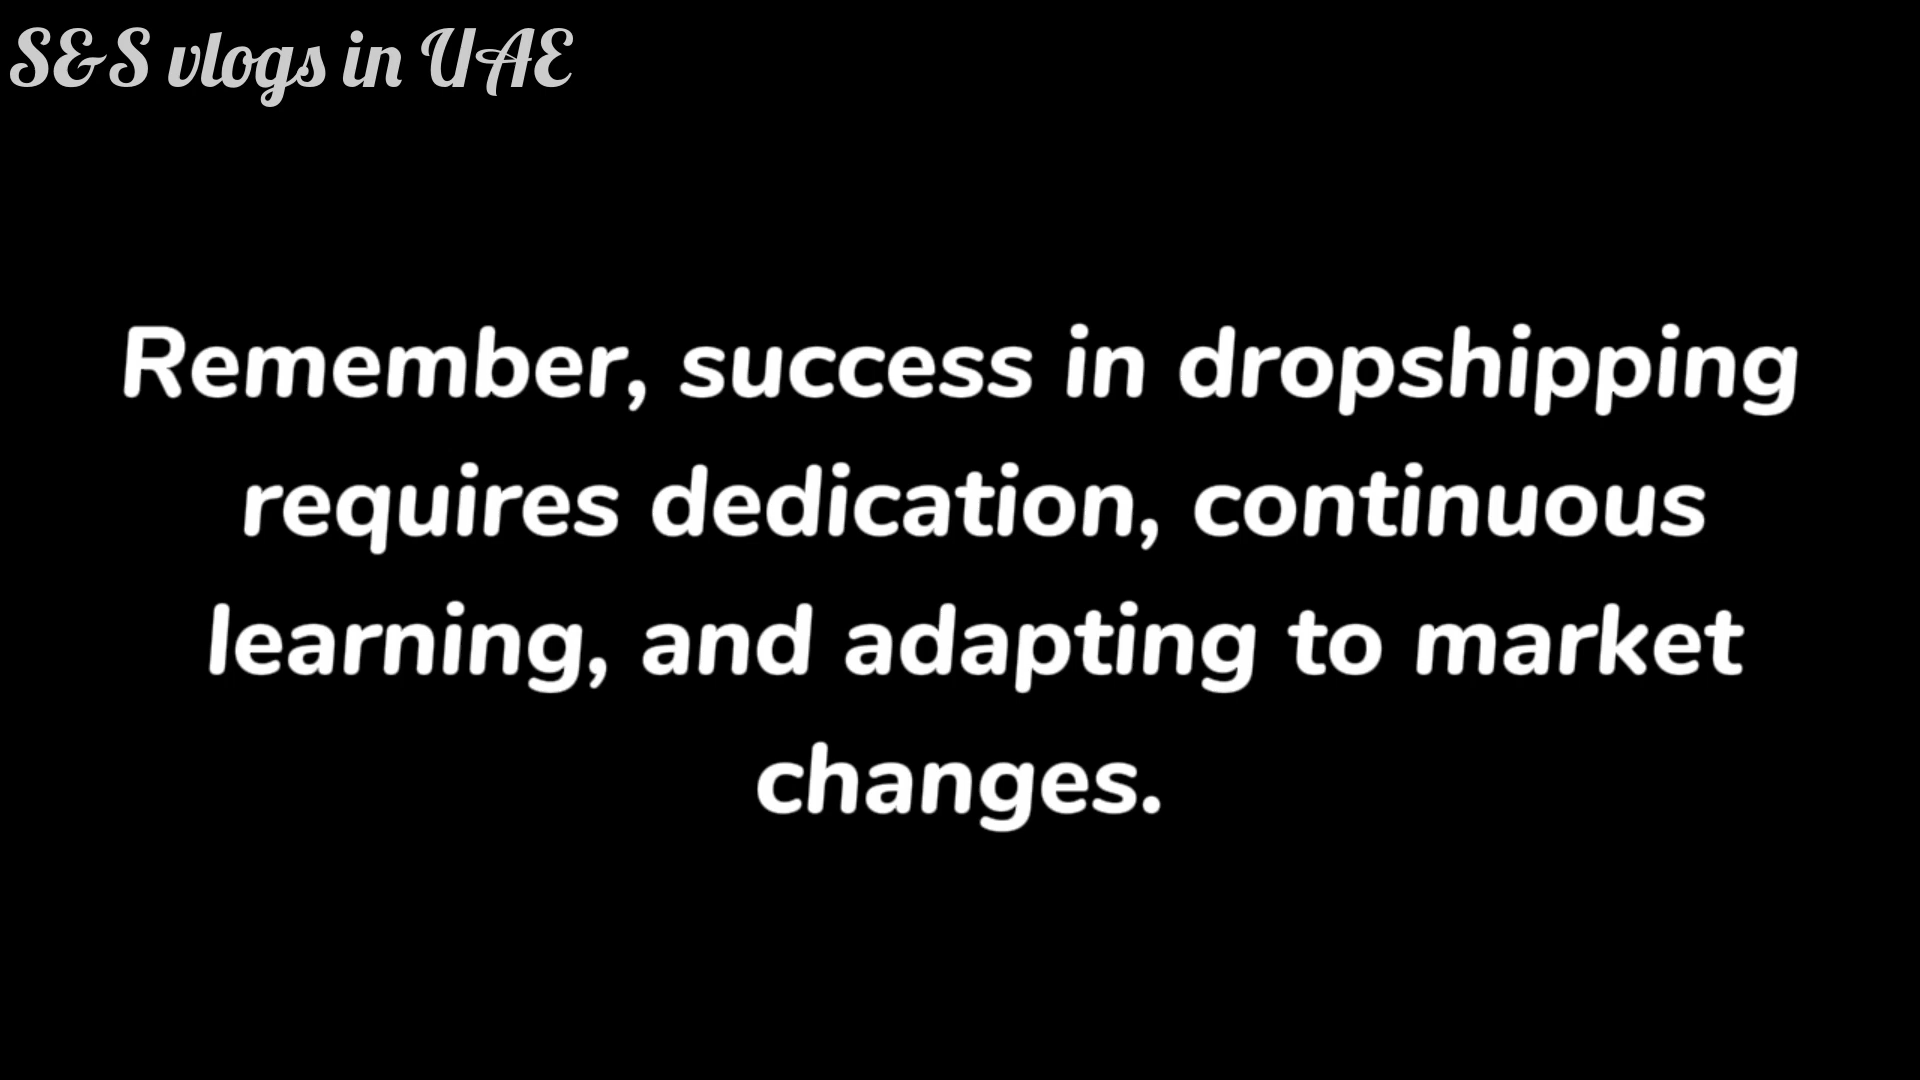 S&S vlogs in UAE
Remember, success in dropshipping
requires dedication, continuous
learning, and adapting to market
changes.